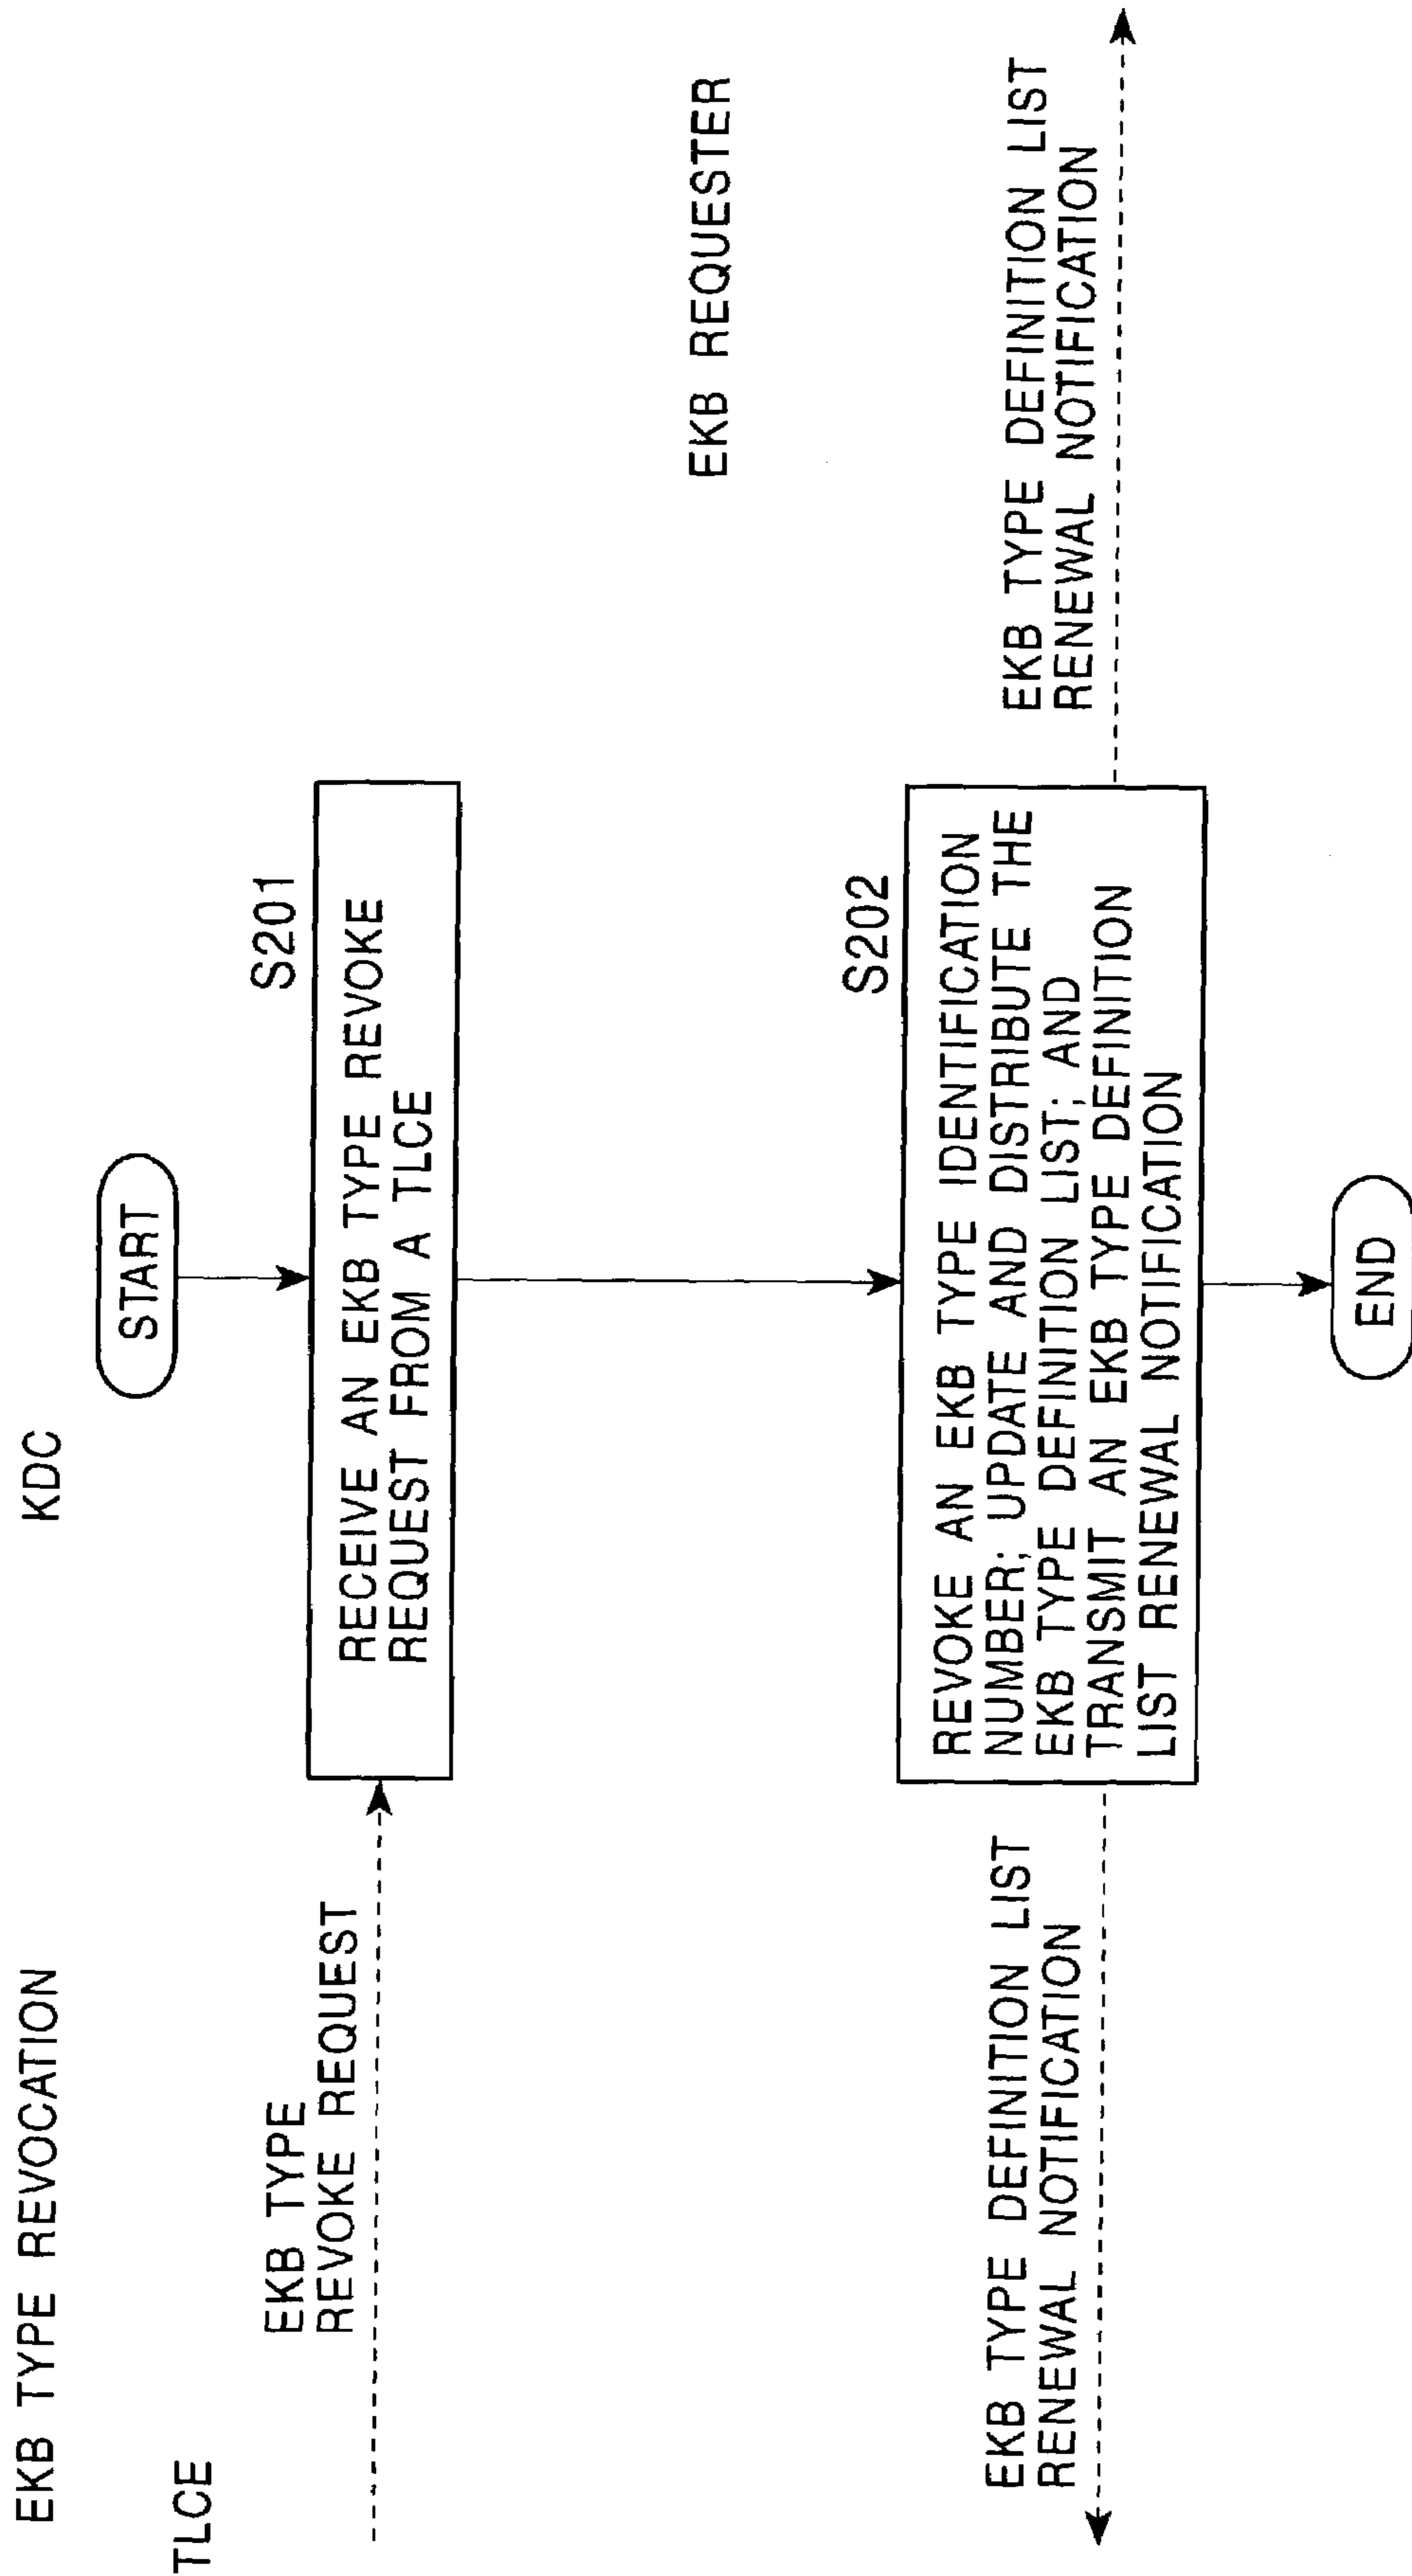 EKB TYPE REVOCATION
KDC
TLCE
START
EKB REQUESTER
EKB TYPE
REVOKE REQUEST
S201
RECEIVE AN EKB TYPE REVOKE
REQUEST FROM A TLCE
S202
REVOKE AN EKB TYPE IDENTIFICATION
NUMBER; UPDATE AND DISTRIBUTE THE
EKB TYPE DEFINITION LIST; AND
TRANSMIT AN EKB TYPE DEFINITION
LIST RENEWAL NOTIFICATION
EKB TYPE DEFINITION LIST
RENEWAL NOTIFICATION
EKB TYPE DEFINITION LIST
RENEWAL NOTIFICATION
END